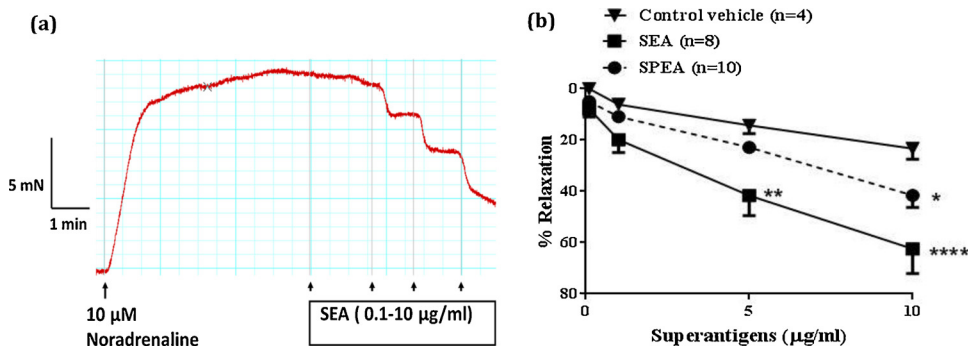 (a)
5 mN
1 min
10 µM
Noradrenaline
SEA ( 0.1-10 µg/ml)
(b)
Control vehicle (n=4)
SEA (n=8)
SPEA (n=10)
% Relaxation
0
20
40
60
80
**
*
****
0
5
10
Superantigens (µg/ml)